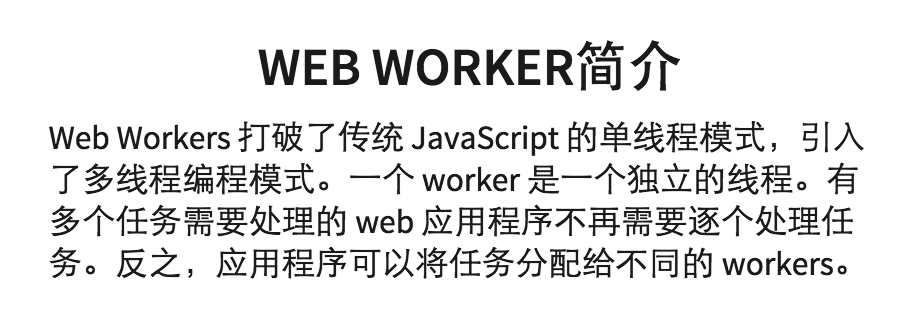 WEB WORKER简介
Web Workers 打破了传统 JavaScript 的单线程模式，引入
了多线程编程模式。一个 worker 是一个独立的线程。有
多个任务需要处理的 web 应用程序不再需要逐个处理任
务。反之，应用程序可以将任务分配给不同的 workers。